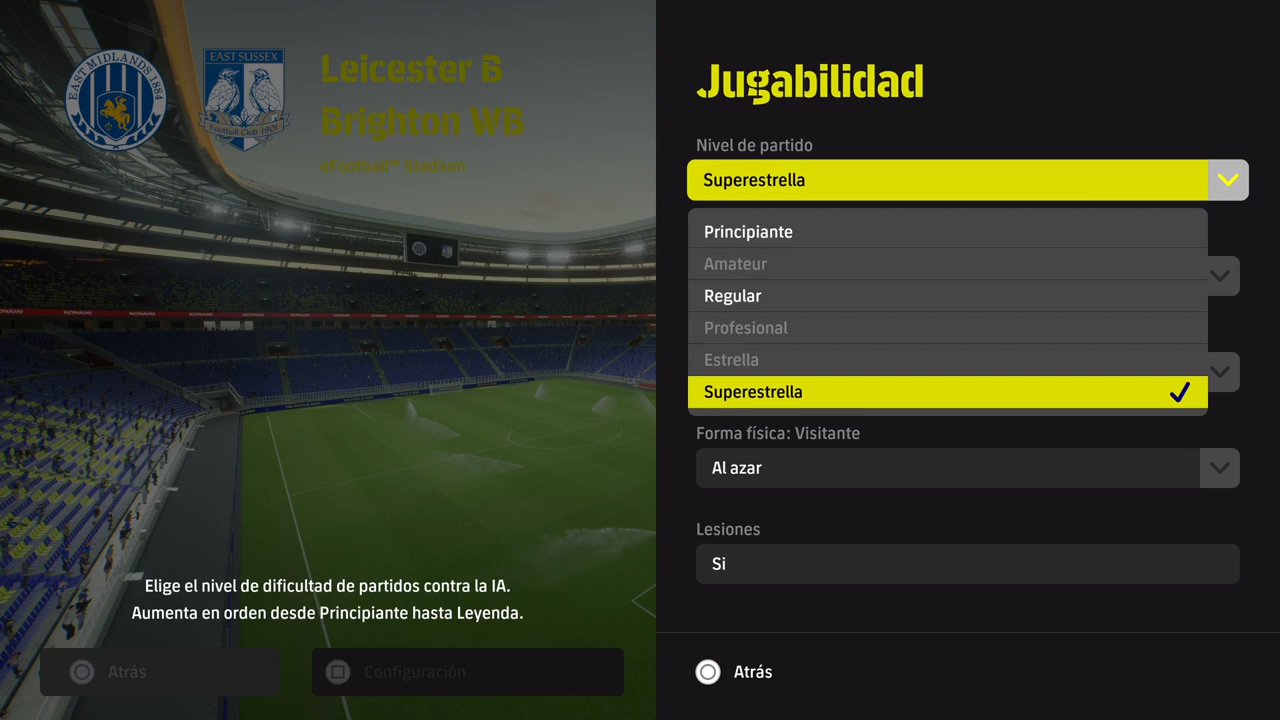 EAST MIDLANDS 1884
EAST SUSSEX
Football Club 1901
Leicester B
Brighton WB
eFootball™ Stadium
KONAMI
Elige el nivel de dificultad de partidos contra la IA.
Aumenta en orden desde Principiante hasta Leyenda.
Atrás
Configuración
Jugabilidad
Nivel de partido
Superestrella
Principiante
Amateur
Regular
Profesional
Estrella
Superestrella
Forma física: Visitante
Al azar
Lesiones
Si
Atrás